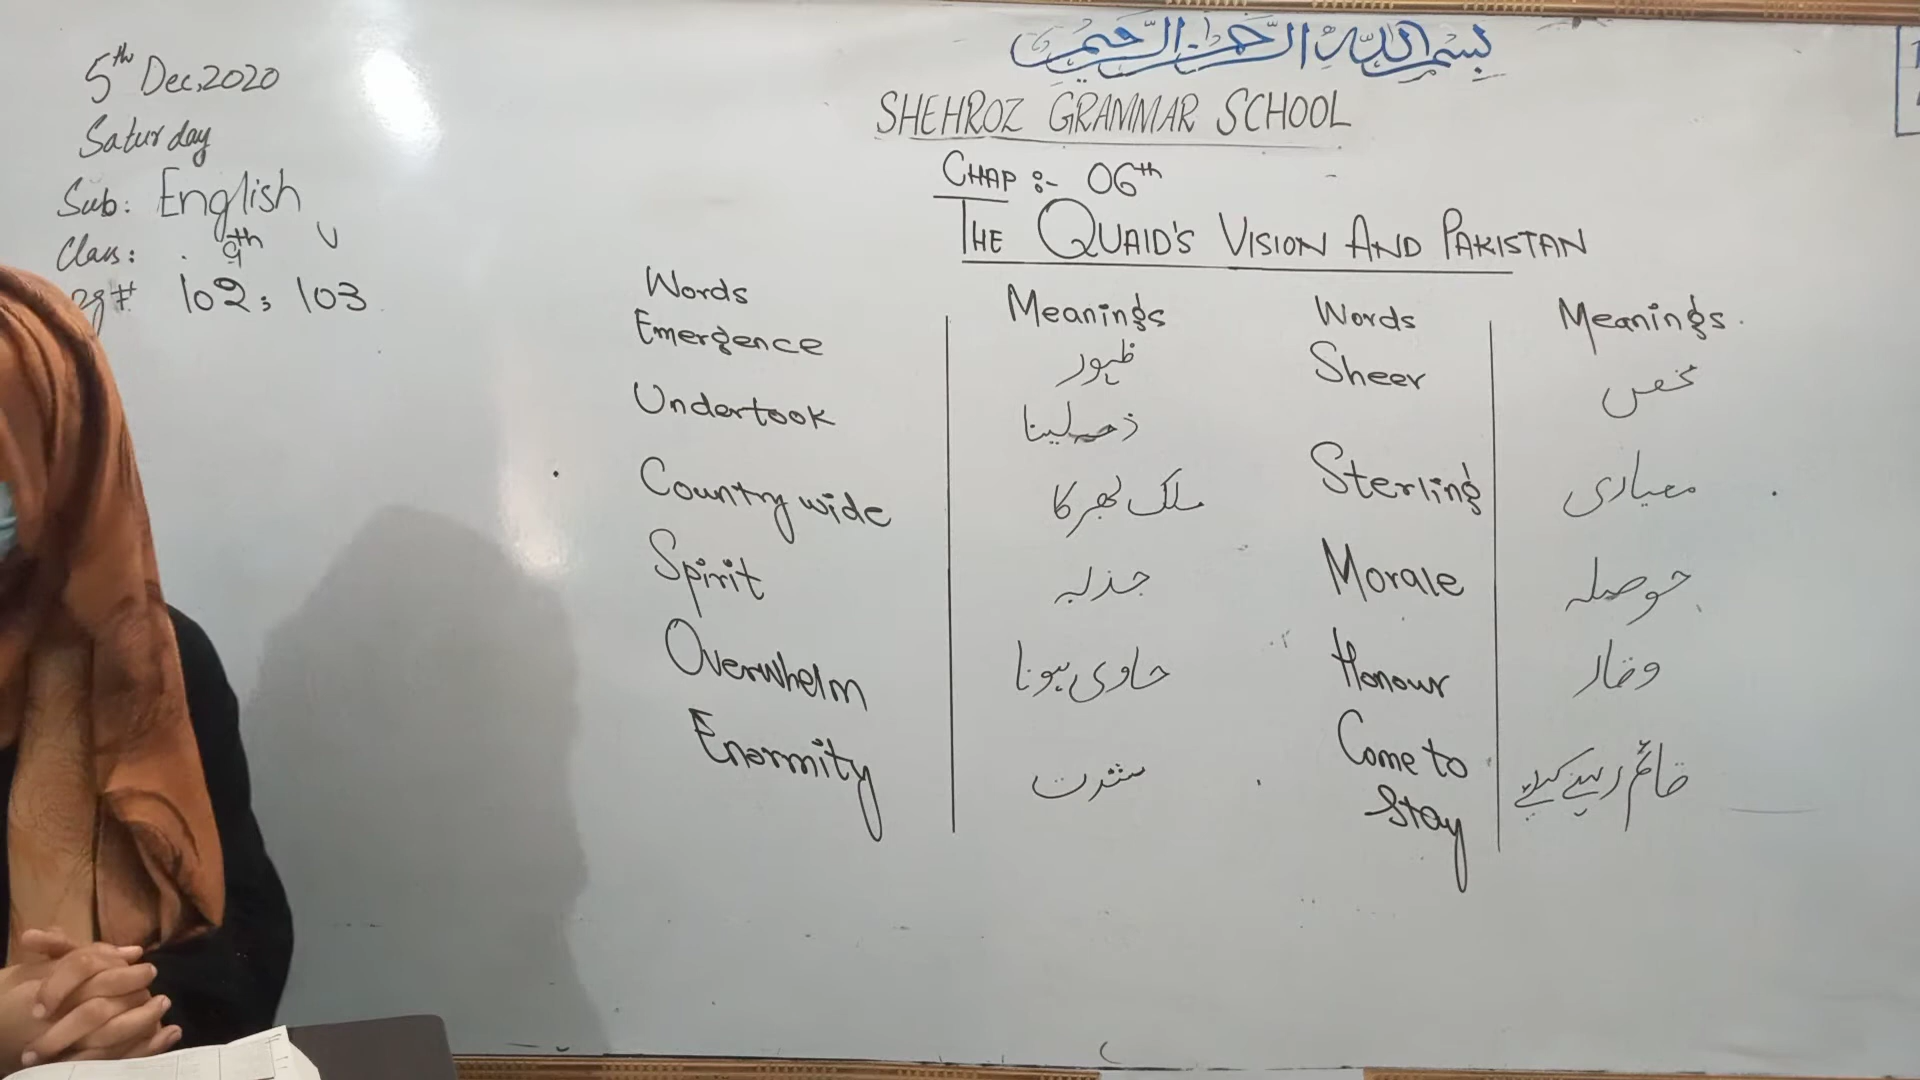 بسم اللہ الرحمن الرحیم
5th Dec,2020
Saturday
Sub: English
Class: 9th
pg# 102, 103
SHEHROZ GRAMMAR SCHOOL
CHAP :- 06th
THE QUAID'S VISION AND PAKISTAN
Words Meanings Words Meanings.
Emergence ظہور Sheer محض
Undertook ذمہ لینا Sterling معیاری
Country wide ملک بھر کا Morale حوصلہ
Spirit جذبہ Honour وقار
Overwhelm حاوی ہونا Come to
Enormity شدت Stay قائم رہنے کیلئے